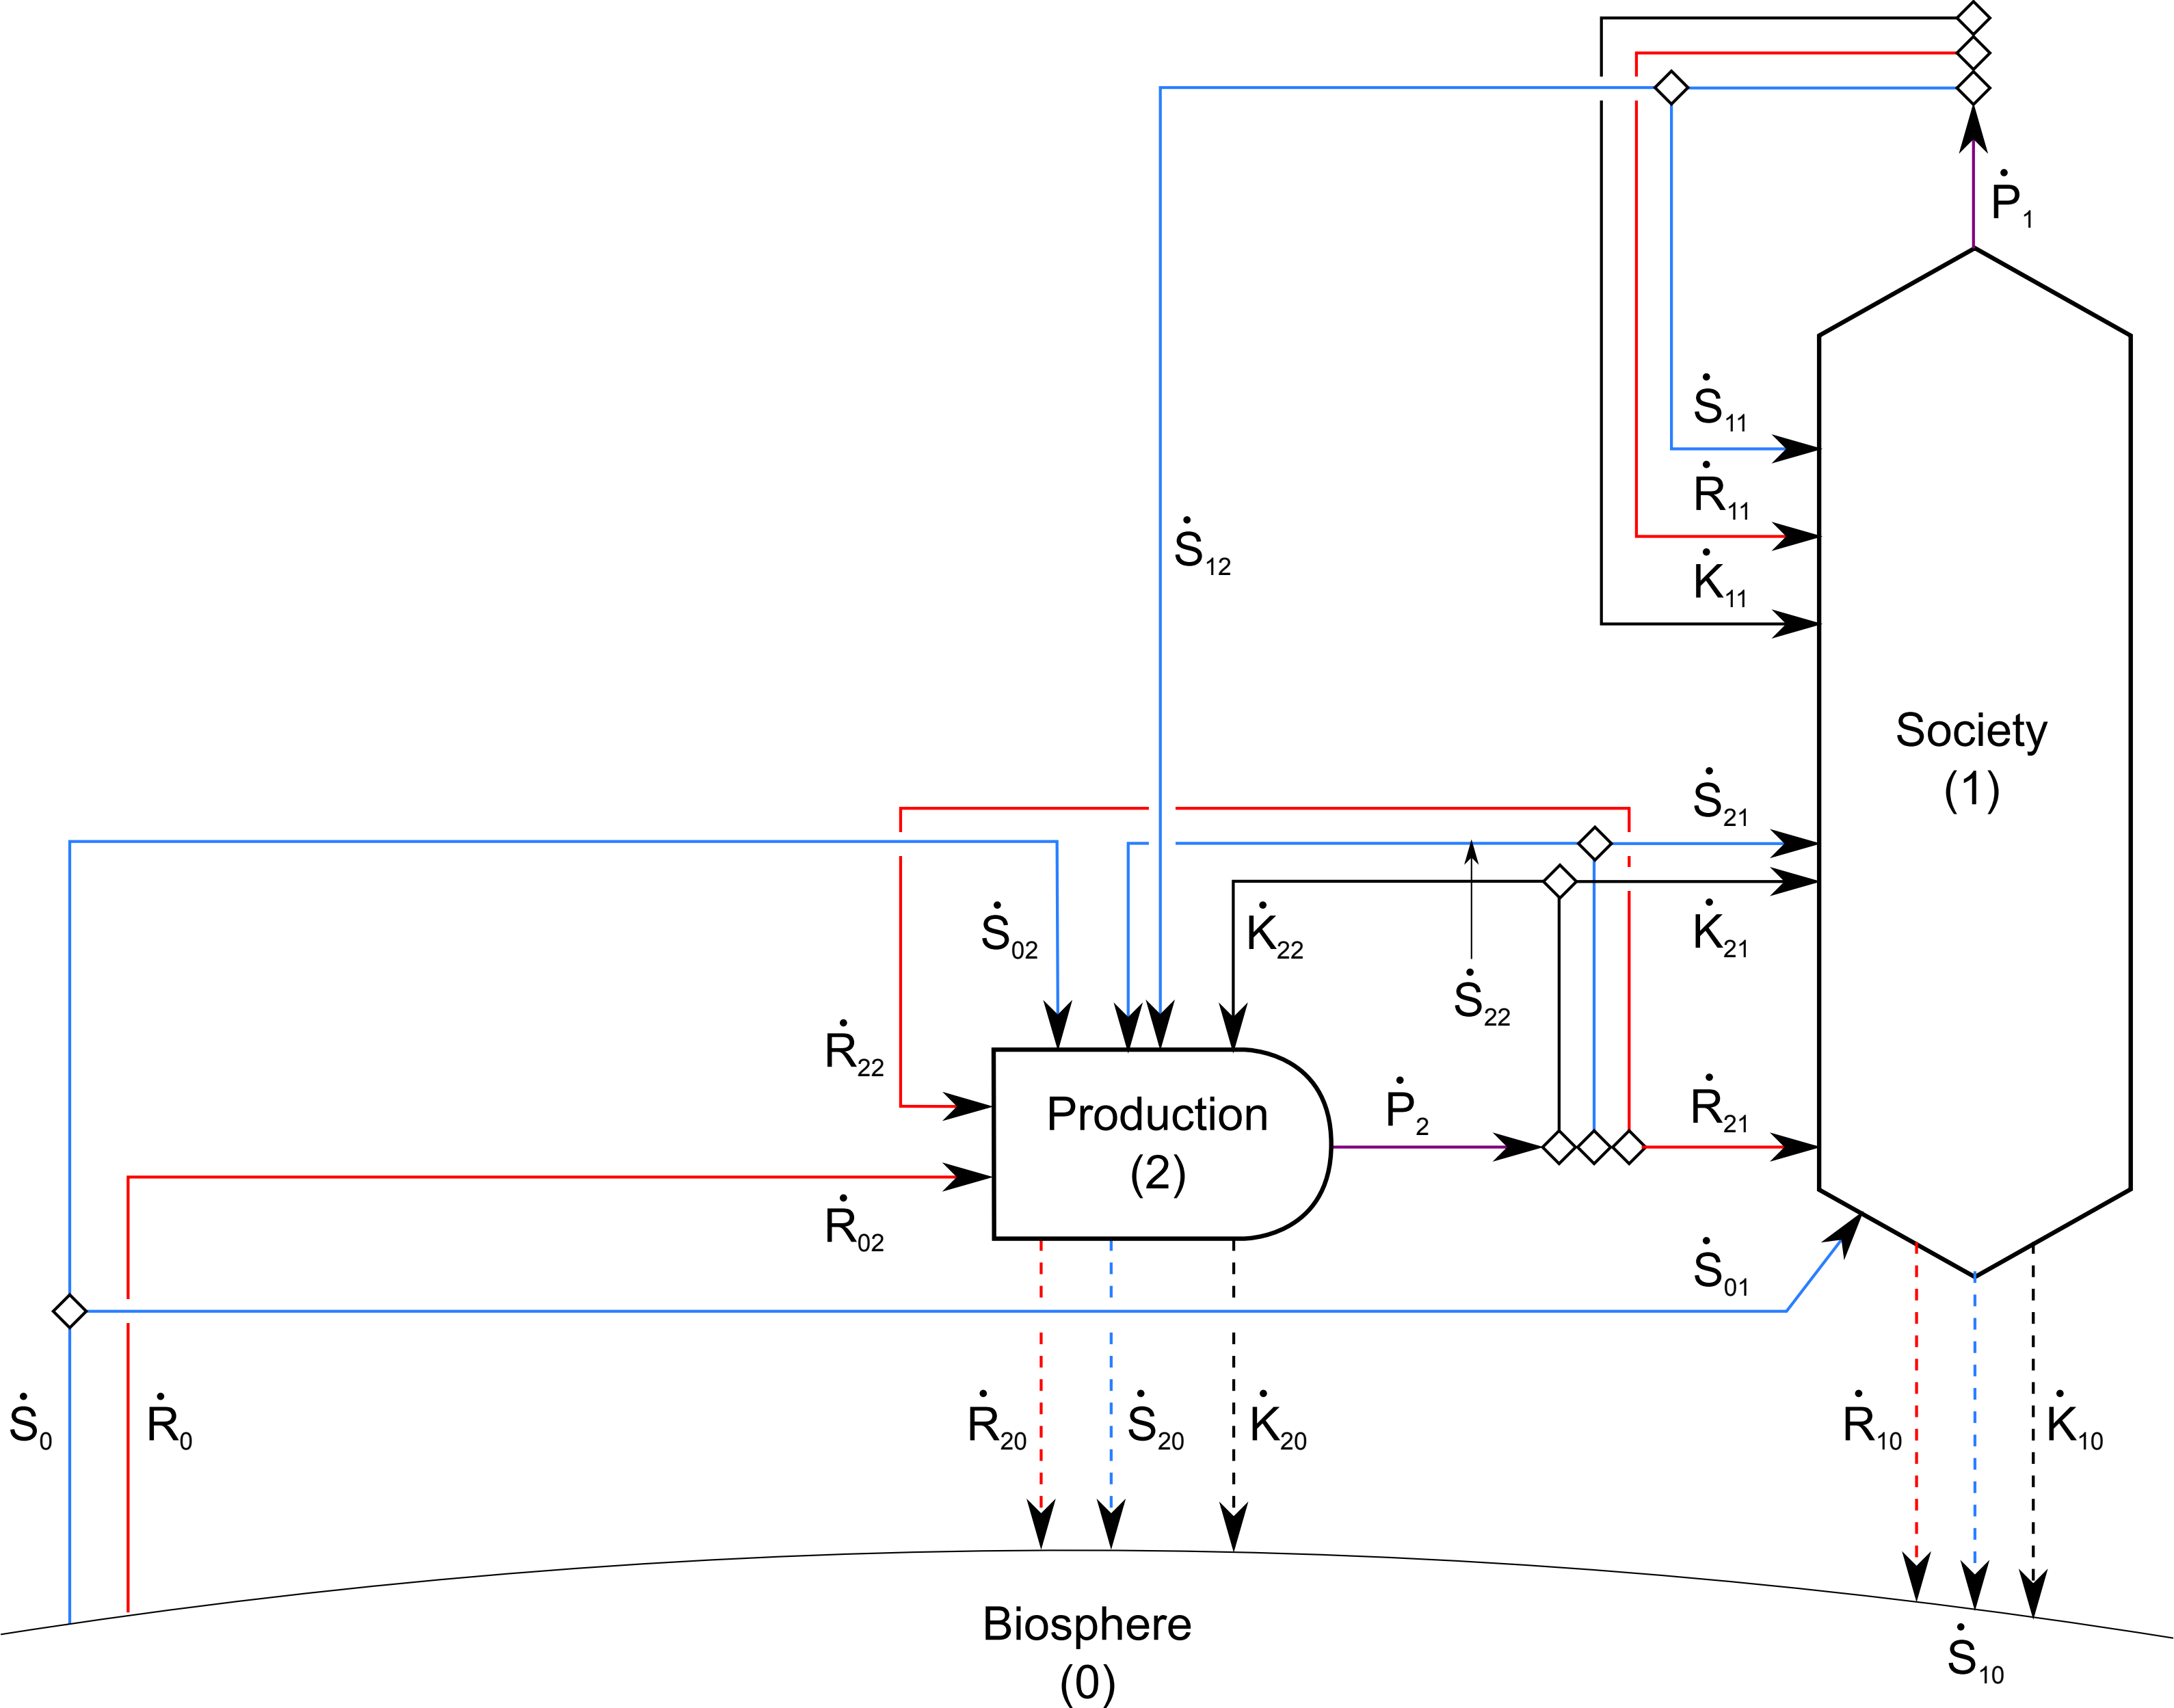 Ṗ₁
Ṡ₁₁
Ṙ₁₁
Ṡ₁₂
K̇₁₁
Society
(1)
Ṡ₂₁
Ṡ₀₂
K̇₂₂
K̇₂₁
Ṡ₂₂
Ṙ₂₂
Production
(2)
Ṗ₂
Ṙ₂₁
Ṙ₀₂
Ṡ₀₁
Ṡ₀
Ṙ₀
Ṙ₂₀
Ṡ₂₀
K̇₂₀
Ṙ₁₀
K̇₁₀
Biosphere
(0)
Ṡ₁₀